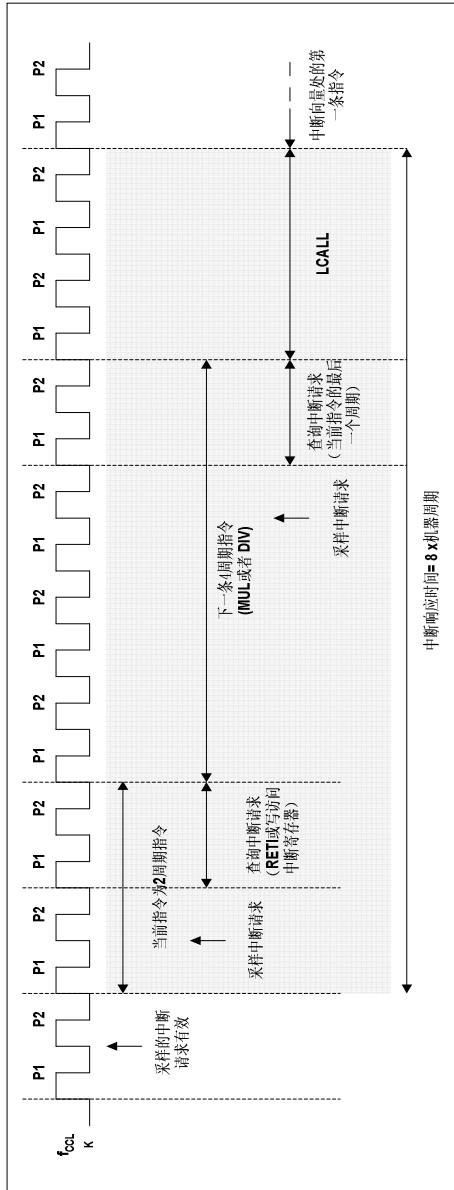 fCCL
K
P1 P2 P1 P2 P1 P2 P1 P2 P1 P2 P1 P2 P1 P2 P1 P2 P1 P2 P1 P2
采样的中断
请求有效
当前指令为2周期指令
采样中断请求
查询中断请求
（RETI或写访问
中断寄存器）
下一条4周期指令
(MUL或者 DIV)
采样中断请求
查询中断请求
（当前指令的最后
一个周期）
LCALL
中断向量处的第
一条指令
中断响应时间= 8 x机器周期